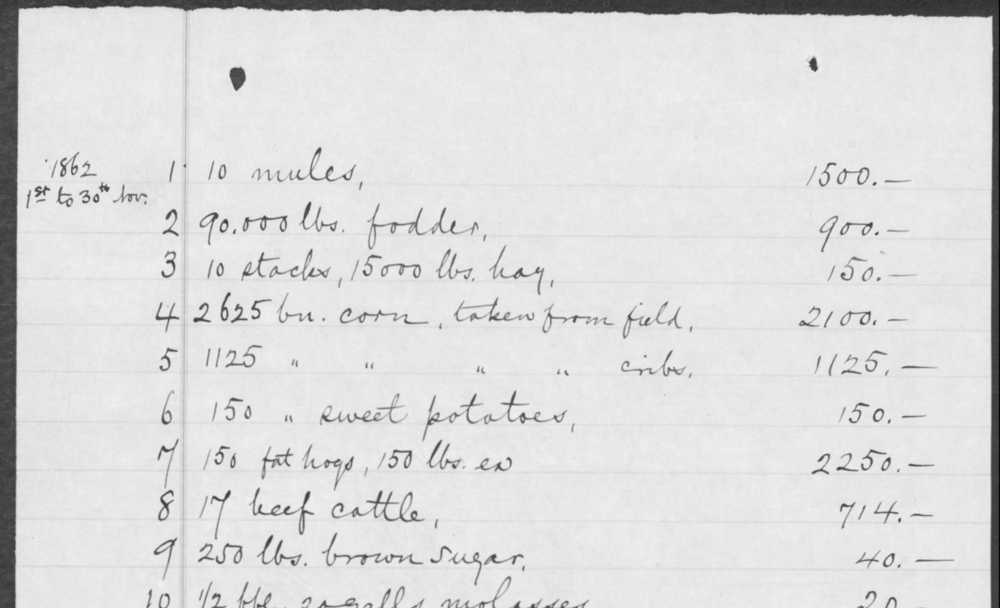 1862
1 10 mules, 1500.—
1st to 30th Nov.
2 90.000 lbs. fodder, 900.—
3 10 stacks, 15000 lbs. hay, 150.—
4 2625 bu. corn, taken from field, 2100.—
5 1125 " " " " cribs. 1125.—
6 150 " sweet potatoes, 150.—
7 150 fat hogs, 150 lbs. ea 2250.—
8 17 beef cattle, 714.—
9 250 lbs. brown sugar. 40.—
10 1/2 bbl. 20 galls molasses 20.—